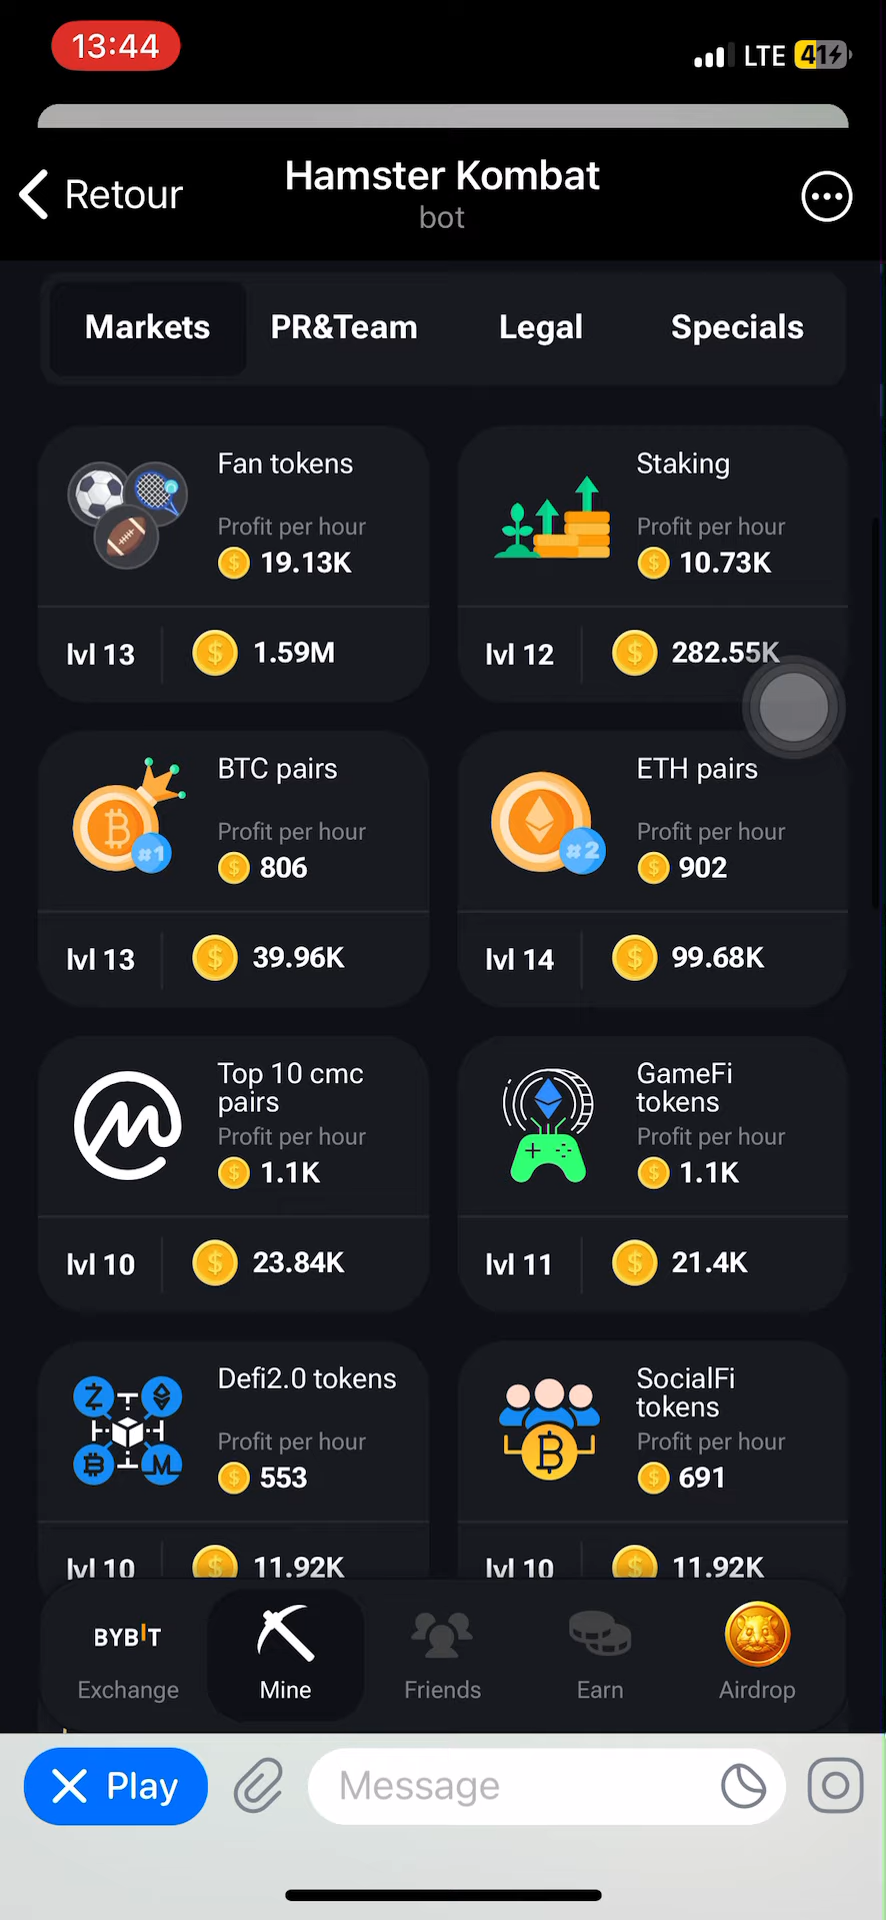 13:44
LTE 41
Retour
Hamster Kombat
bot
Markets PR&Team Legal Specials
Fan tokens
Profit per hour
19.13K
lvl 13 1.59M
Staking
Profit per hour
10.73K
lvl 12 282.55K
BTC pairs
#1
Profit per hour
806
lvl 13 39.96K
ETH pairs
#2
Profit per hour
902
lvl 14 99.68K
Top 10 cmc
pairs
Profit per hour
1.1K
lvl 10 23.84K
GameFi
tokens
Profit per hour
1.1K
lvl 11 21.4K
Defi2.0 tokens
Profit per hour
553
lvl 10 11.92K
SocialFi
tokens
Profit per hour
691
lvl 10 11.92K
BYBIT
Exchange Mine Friends Earn Airdrop
Play Message